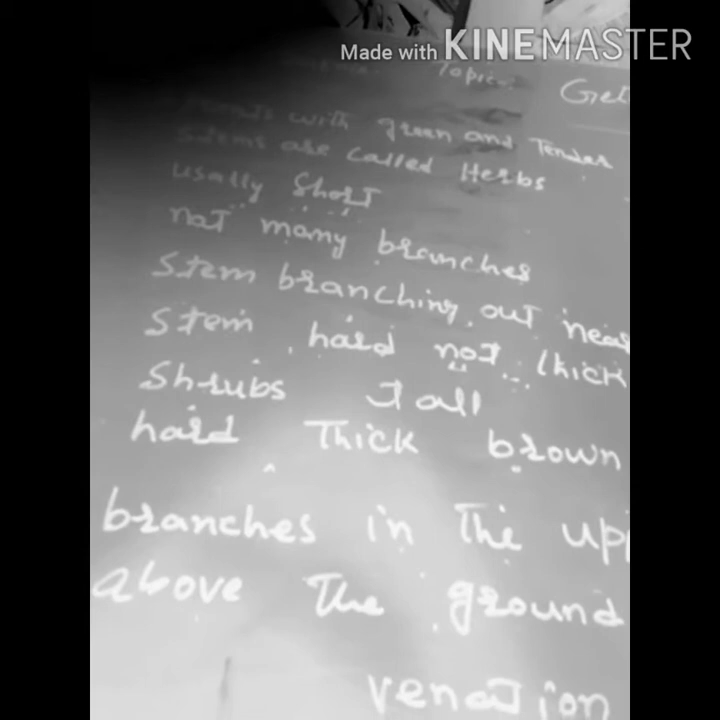 Made with KINEMASTER
Topic Get
with green and Tender
stems are called Herbs
usally Short
not many branches
Stem branching out near
Stem hard not thick
Shrubs Tall
hard Thick brown
branches in The up
above The ground
venation